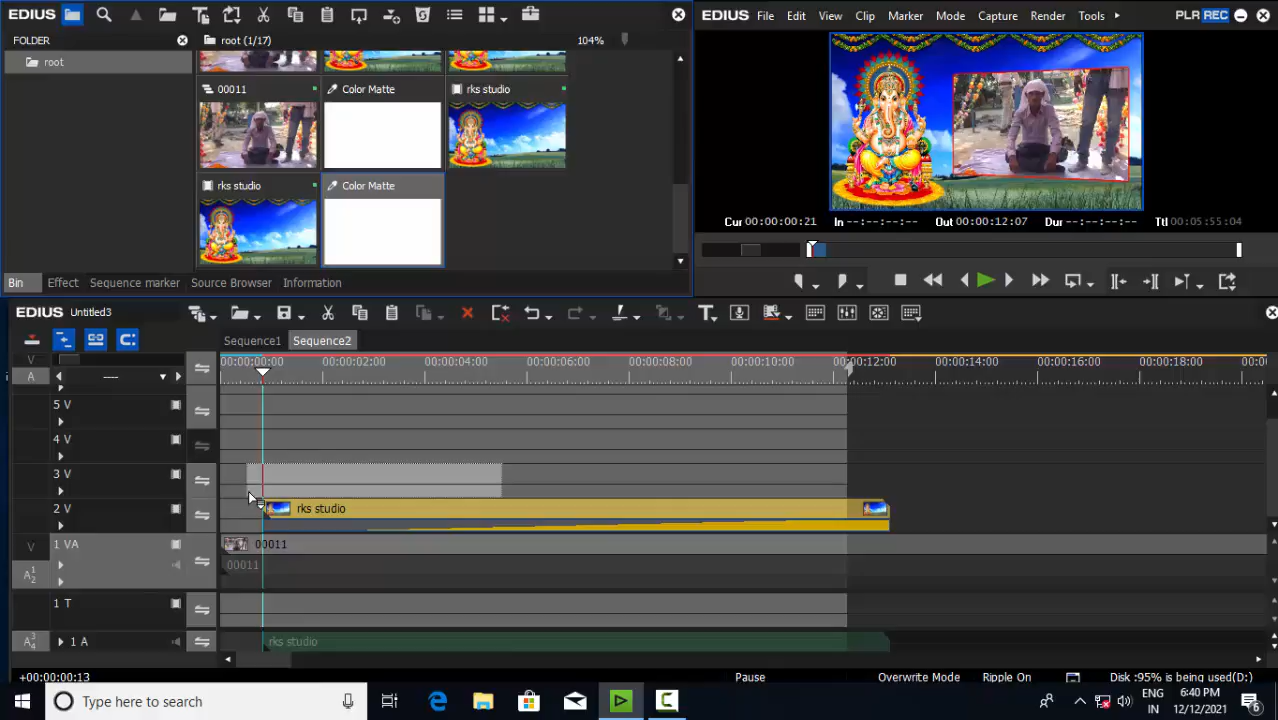 EDIUS
EDIUS File Edit View Clip Marker Mode Capture Render Tools PLR REC
FOLDER root (1/17) 104%
root
00011 Color Matte rks studio
rks studio Color Matte
Cur 00:00:00:21 In --:--:--:-- Out 00:00:12:07 Dur --:--:--:-- Ttl 00:05:55:04
Bin Effect Sequence marker Source Browser Information
EDIUS Untitled3
Sequence1 Sequence2
V
00:00:00:00 00:00:02:00 00:00:04:00 00:00:06:00 00:00:08:00 00:00:10:00 00:00:12:00 00:00:14:00 00:00:16:00 00:00:18:00 00:0
A ----
5 V
4 V
3 V
2 V rks studio
V 1 VA 00011
A 1 2 00011
1 T
A 3 4 1 A rks studio
+00:00:00:13 Pause Overwrite Mode Ripple On Disk :95% is being used(D:)
Type here to search
ENG 6:40 PM
IN 12/12/2021
6